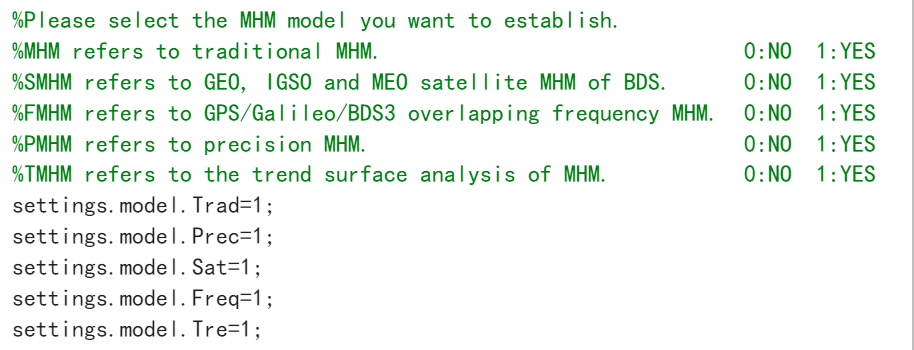 %Please select the MHM model you want to establish.
%MHM refers to traditional MHM. 0:NO 1:YES
%SMHM refers to GEO, IGSO and MEO satellite MHM of BDS. 0:NO 1:YES
%FMHM refers to GPS/Galileo/BDS3 overlapping frequency MHM. 0:NO 1:YES
%PMHM refers to precision MHM. 0:NO 1:YES
%TMHM refers to the trend surface analysis of MHM. 0:NO 1:YES
settings.model.Trad=1;
settings.model.Prec=1;
settings.model.Sat=1;
settings.model.Freq=1;
settings.model.Tre=1;